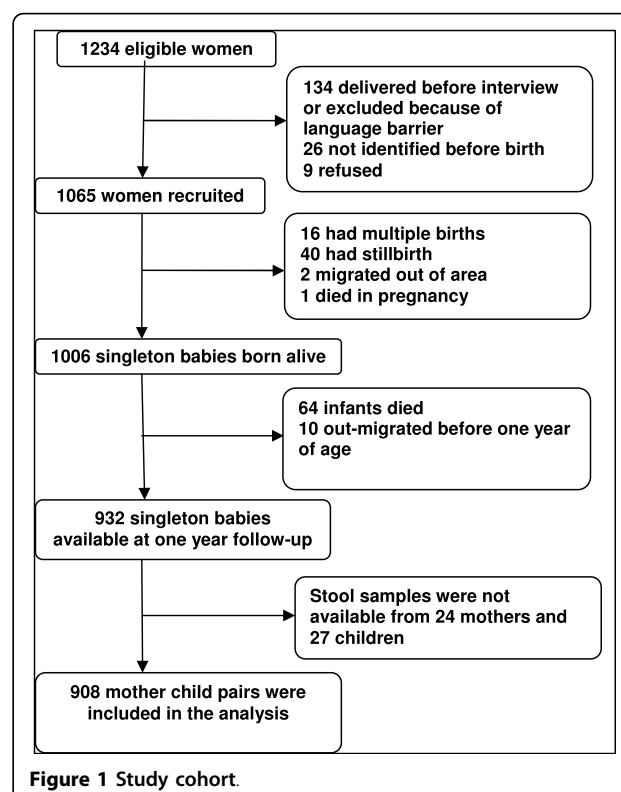 1234 eligible women
134 delivered before interview
or excluded because of
language barrier
26 not identified before birth
9 refused
1065 women recruited
16 had multiple births
40 had stillbirth
2 migrated out of area
1 died in pregnancy
1006 singleton babies born alive
64 infants died
10 out-migrated before one year
of age
932 singleton babies
available at one year follow-up
Stool samples were not
available from 24 mothers and
27 children
908 mother child pairs were
included in the analysis
Figure 1 Study cohort.